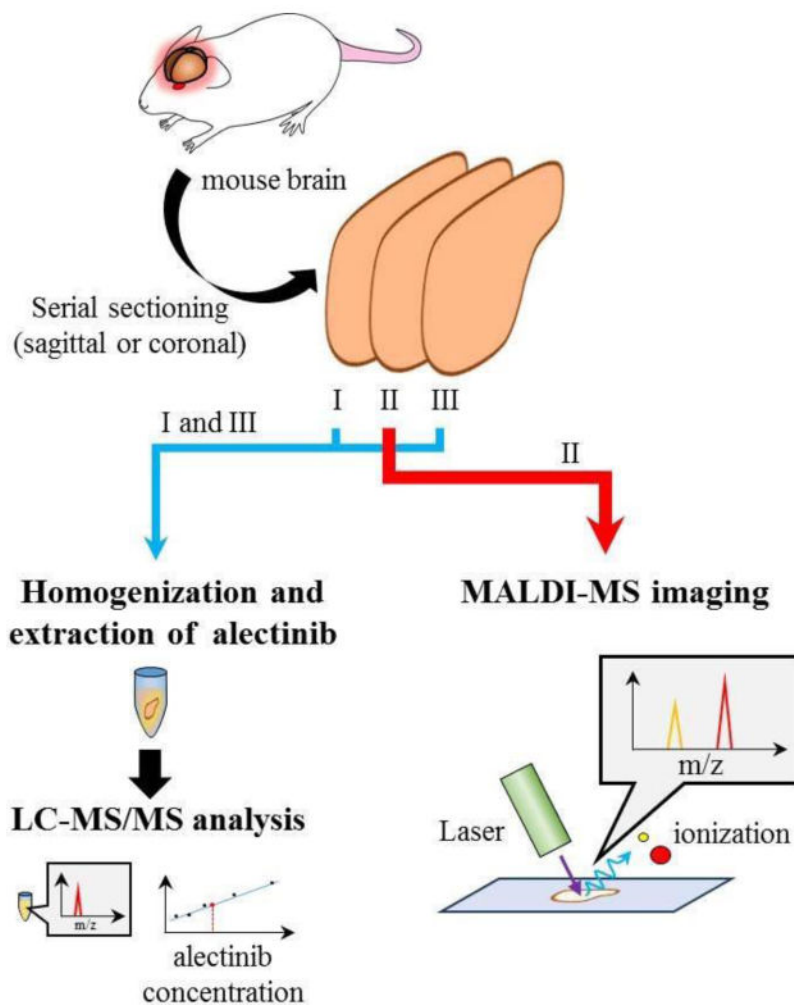 mouse brain
Serial sectioning
(sagittal or coronal)
I II III
I and III
II
Homogenization and
extraction of alectinib
MALDI-MS imaging
m/z
Laser
ionization
LC-MS/MS analysis
m/z
alectinib
concentration